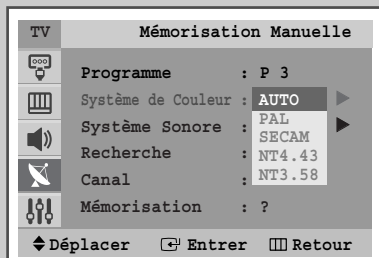 TV Mémorisation Manuelle
Programme : P 3
Système de Couleur : AUTO
PAL
Système Sonore :
SECAM
Recherche : NT4.43
Canal : NT3.58
Mémorisation : ?
Déplacer Entrer Retour